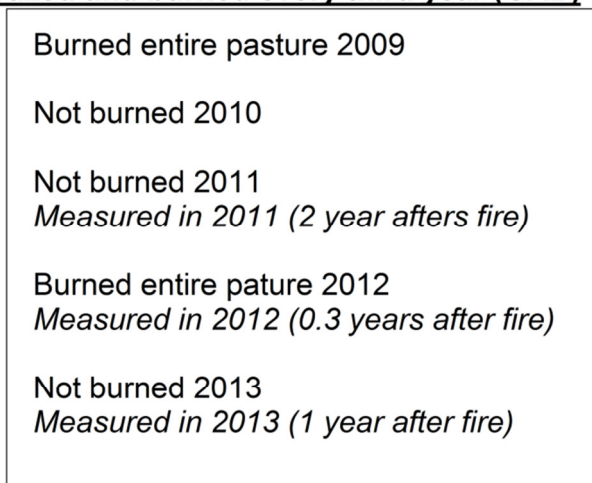 Burned entire pasture 2009
Not burned 2010
Not burned 2011
Measured in 2011 (2 year afters fire)
Burned entire pature 2012
Measured in 2012 (0.3 years after fire)
Not burned 2013
Measured in 2013 (1 year after fire)